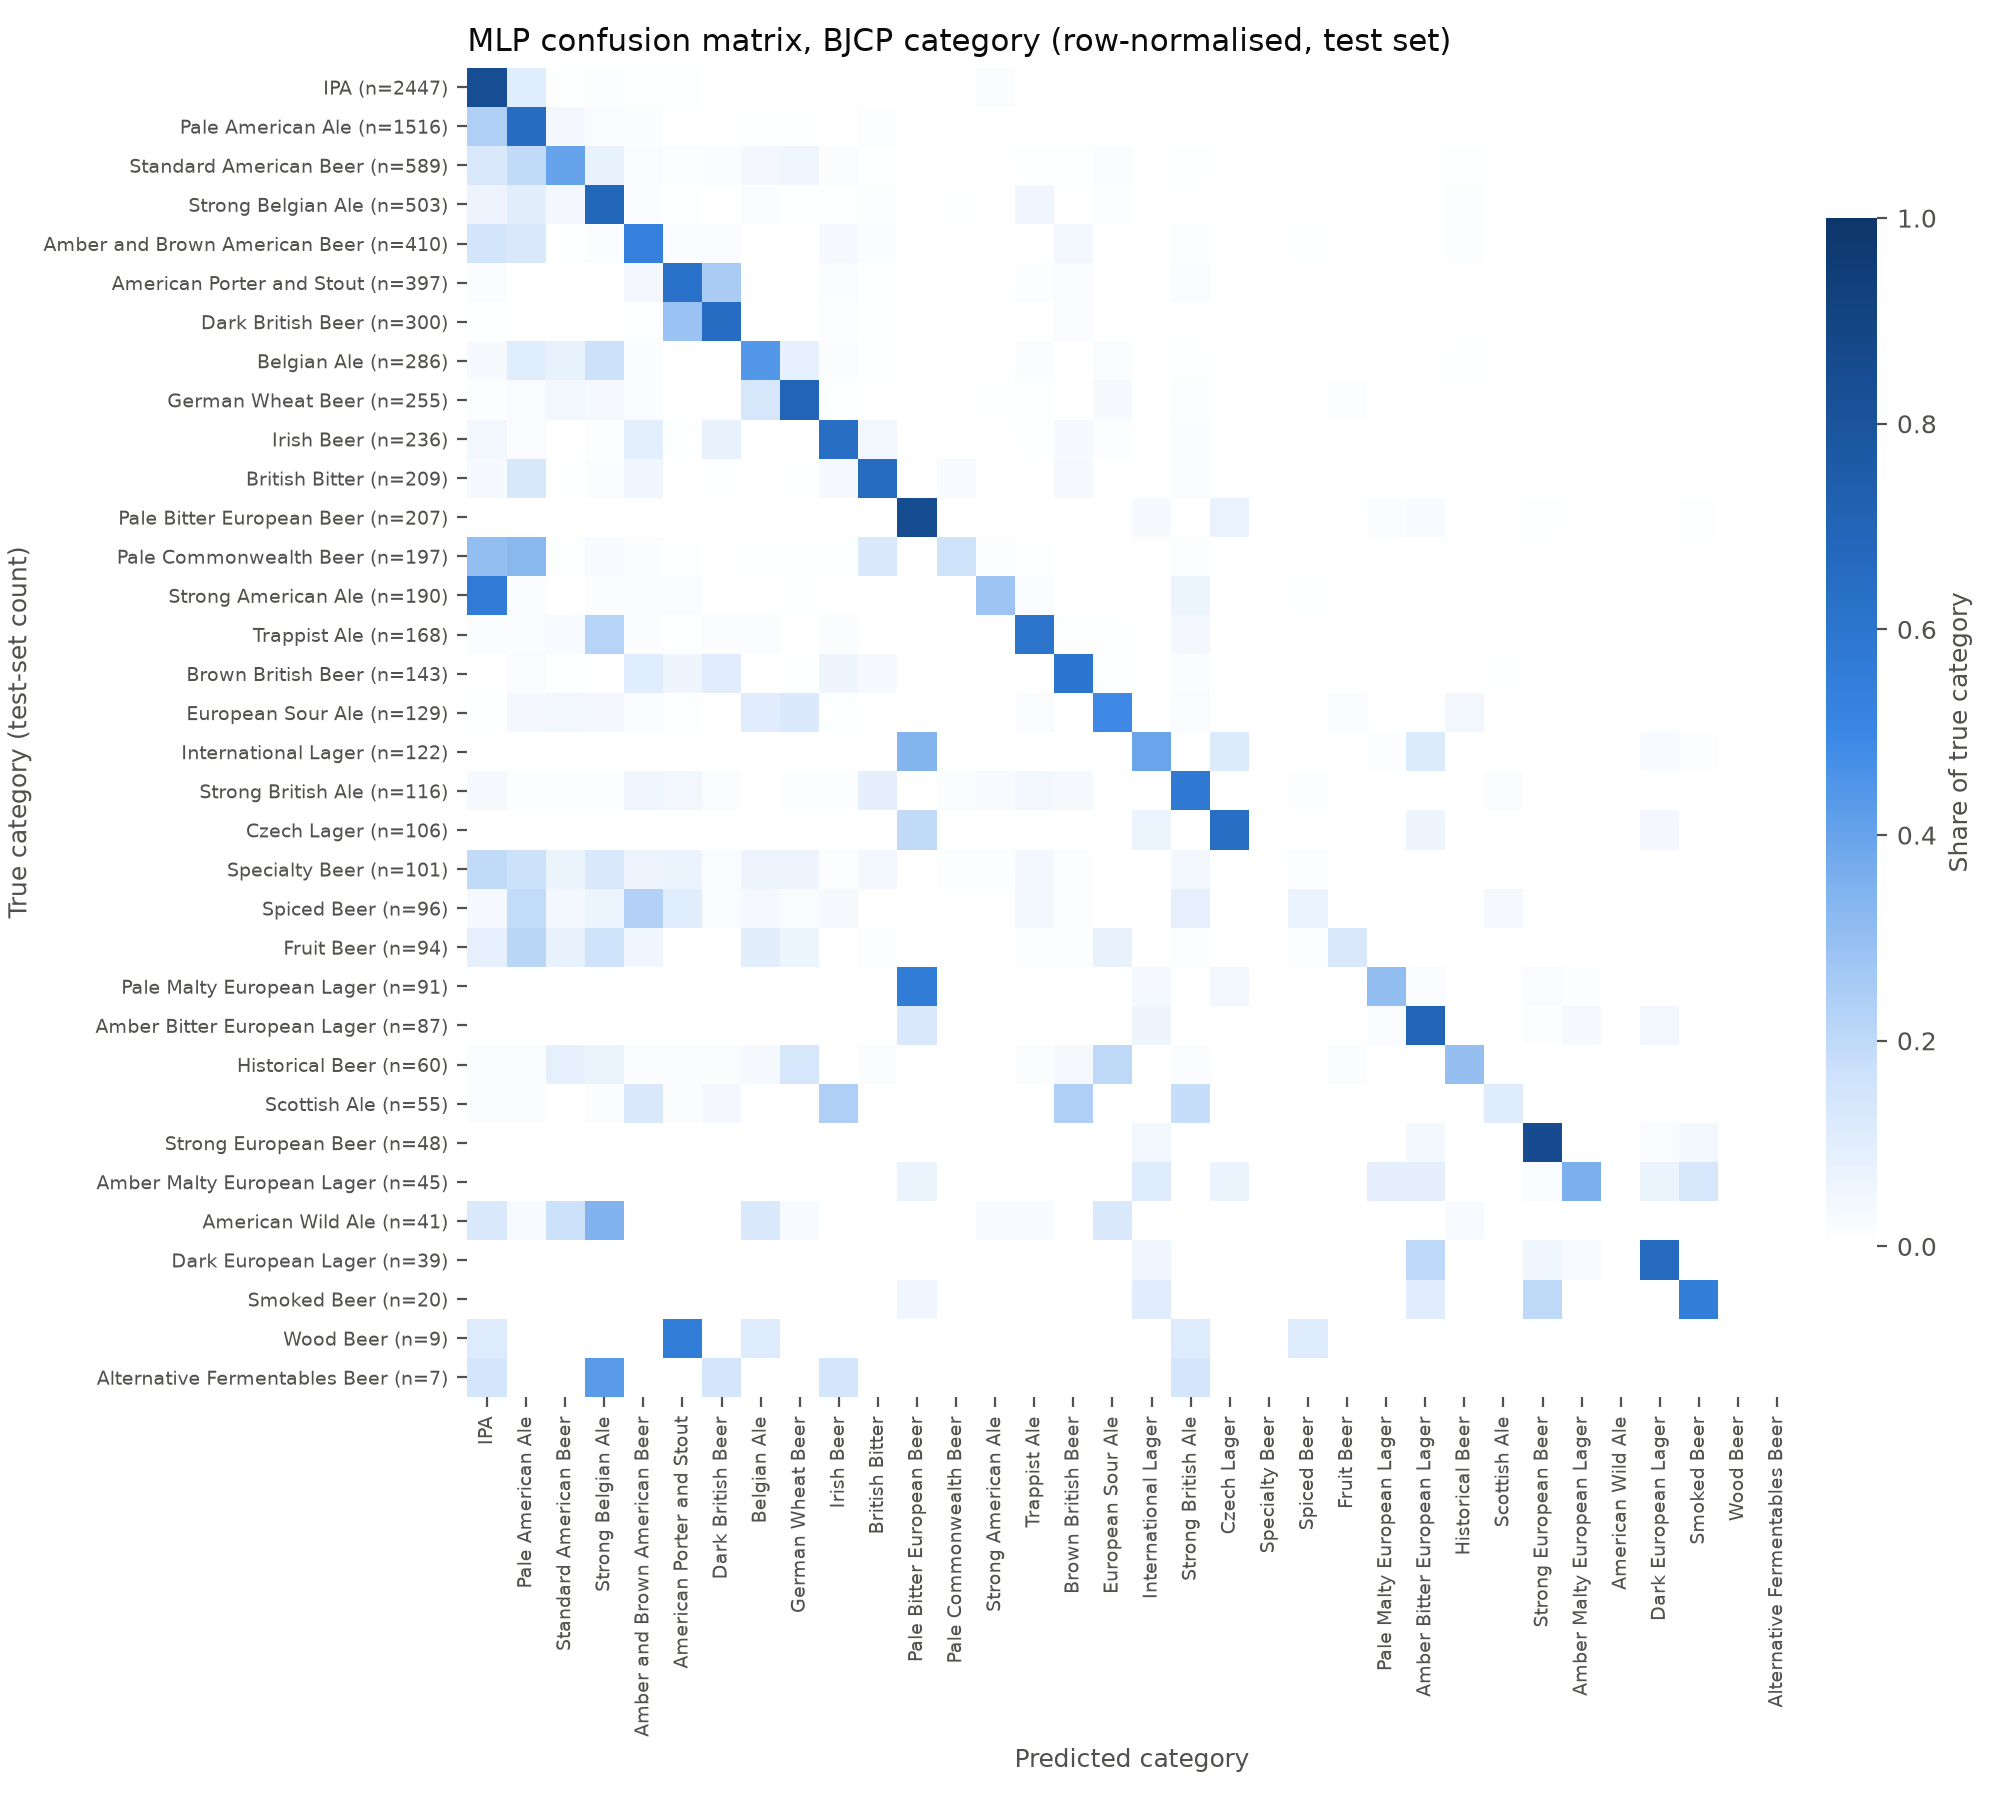 MLP confusion matrix, BJCP category (row-normalised, test set)
True category (test-set count)
IPA (n=2447)
Pale American Ale (n=1516)
Standard American Beer (n=589)
Strong Belgian Ale (n=503)
Amber and Brown American Beer (n=410)
American Porter and Stout (n=397)
Dark British Beer (n=300)
Belgian Ale (n=286)
German Wheat Beer (n=255)
Irish Beer (n=236)
British Bitter (n=209)
Pale Bitter European Beer (n=207)
Pale Commonwealth Beer (n=197)
Strong American Ale (n=190)
Trappist Ale (n=168)
Brown British Beer (n=143)
European Sour Ale (n=129)
International Lager (n=122)
Strong British Ale (n=116)
Czech Lager (n=106)
Specialty Beer (n=101)
Spiced Beer (n=96)
Fruit Beer (n=94)
Pale Malty European Lager (n=91)
Amber Bitter European Lager (n=87)
Historical Beer (n=60)
Scottish Ale (n=55)
Strong European Beer (n=48)
Amber Malty European Lager (n=45)
American Wild Ale (n=41)
Dark European Lager (n=39)
Smoked Beer (n=20)
Wood Beer (n=9)
Alternative Fermentables Beer (n=7)
IPA
Pale American Ale
Standard American Beer
Strong Belgian Ale
Amber and Brown American Beer
American Porter and Stout
Dark British Beer
Belgian Ale
German Wheat Beer
Irish Beer
British Bitter
Pale Bitter European Beer
Pale Commonwealth Beer
Strong American Ale
Trappist Ale
Brown British Beer
European Sour Ale
International Lager
Strong British Ale
Czech Lager
Specialty Beer
Spiced Beer
Fruit Beer
Pale Malty European Lager
Amber Bitter European Lager
Historical Beer
Scottish Ale
Strong European Beer
Amber Malty European Lager
American Wild Ale
Dark European Lager
Smoked Beer
Wood Beer
Alternative Fermentables Beer
Predicted category
1.0
0.8
0.6
0.4
0.2
0.0
Share of true category